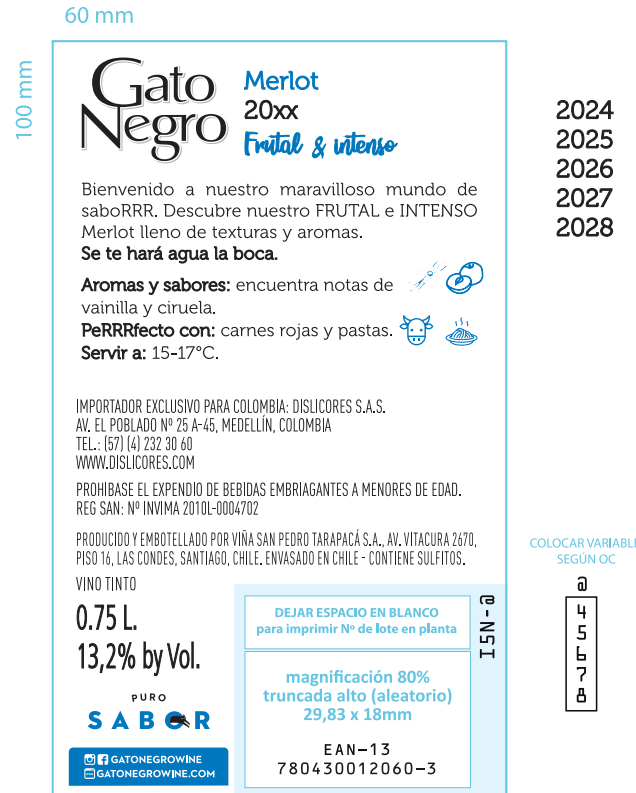 60 mm
100 mm
Gato
Negro
Merlot
20xx
Frutal & intenso
Bienvenido a nuestro maravilloso mundo de
saboRRR. Descubre nuestro FRUTAL e INTENSO
Merlot lleno de texturas y aromas.
Se te hará agua la boca.
Aromas y sabores: encuentra notas de
vainilla y ciruela.
PeRRRfecto con: carnes rojas y pastas.
Servir a: 15-17°C.
IMPORTADOR EXCLUSIVO PARA COLOMBIA: DISLICORES S.A.S.
AV. EL POBLADO Nº 25 A-45, MEDELLÍN, COLOMBIA
TEL.: (57) (4) 232 30 60
WWW.DISLICORES.COM
PROHIBASE EL EXPENDIO DE BEBIDAS EMBRIAGANTES A MENORES DE EDAD.
REG SAN: Nº INVIMA 2010L-0004702
PRODUCIDO Y EMBOTELLADO POR VIÑA SAN PEDRO TARAPACÁ S.A., AV. VITACURA 2670,
PISO 16, LAS CONDES, SANTIAGO, CHILE. ENVASADO EN CHILE - CONTIENE SULFITOS.
VINO TINTO
0.75 L.
13,2% by Vol.
PURO
SABOR
GATONEGROWINE
GATONEGROWINE.COM
DEJAR ESPACIO EN BLANCO
para imprimir Nº de lote en planta
I5N-a
magnificación 80%
truncada alto (aleatorio)
29,83 x 18mm
EAN-13
780430012060-3
2024
2025
2026
2027
2028
COLOCAR VARIABL
SEGÚN OC
a
4
5
6
7
8